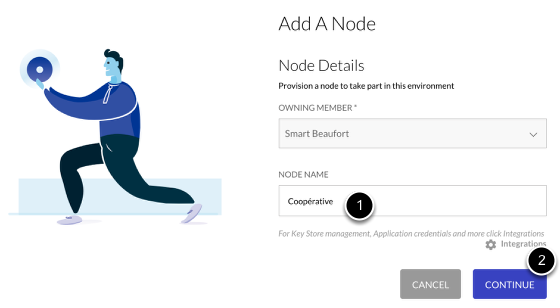 Add A Node
Node Details
Provision a node to take part in this environment
OWNING MEMBER *
Smart Beaufort
NODE NAME
Coopérative
1
For Key Store management, Application credentials and more click Integrations
Integrations
2
CANCEL
CONTINUE